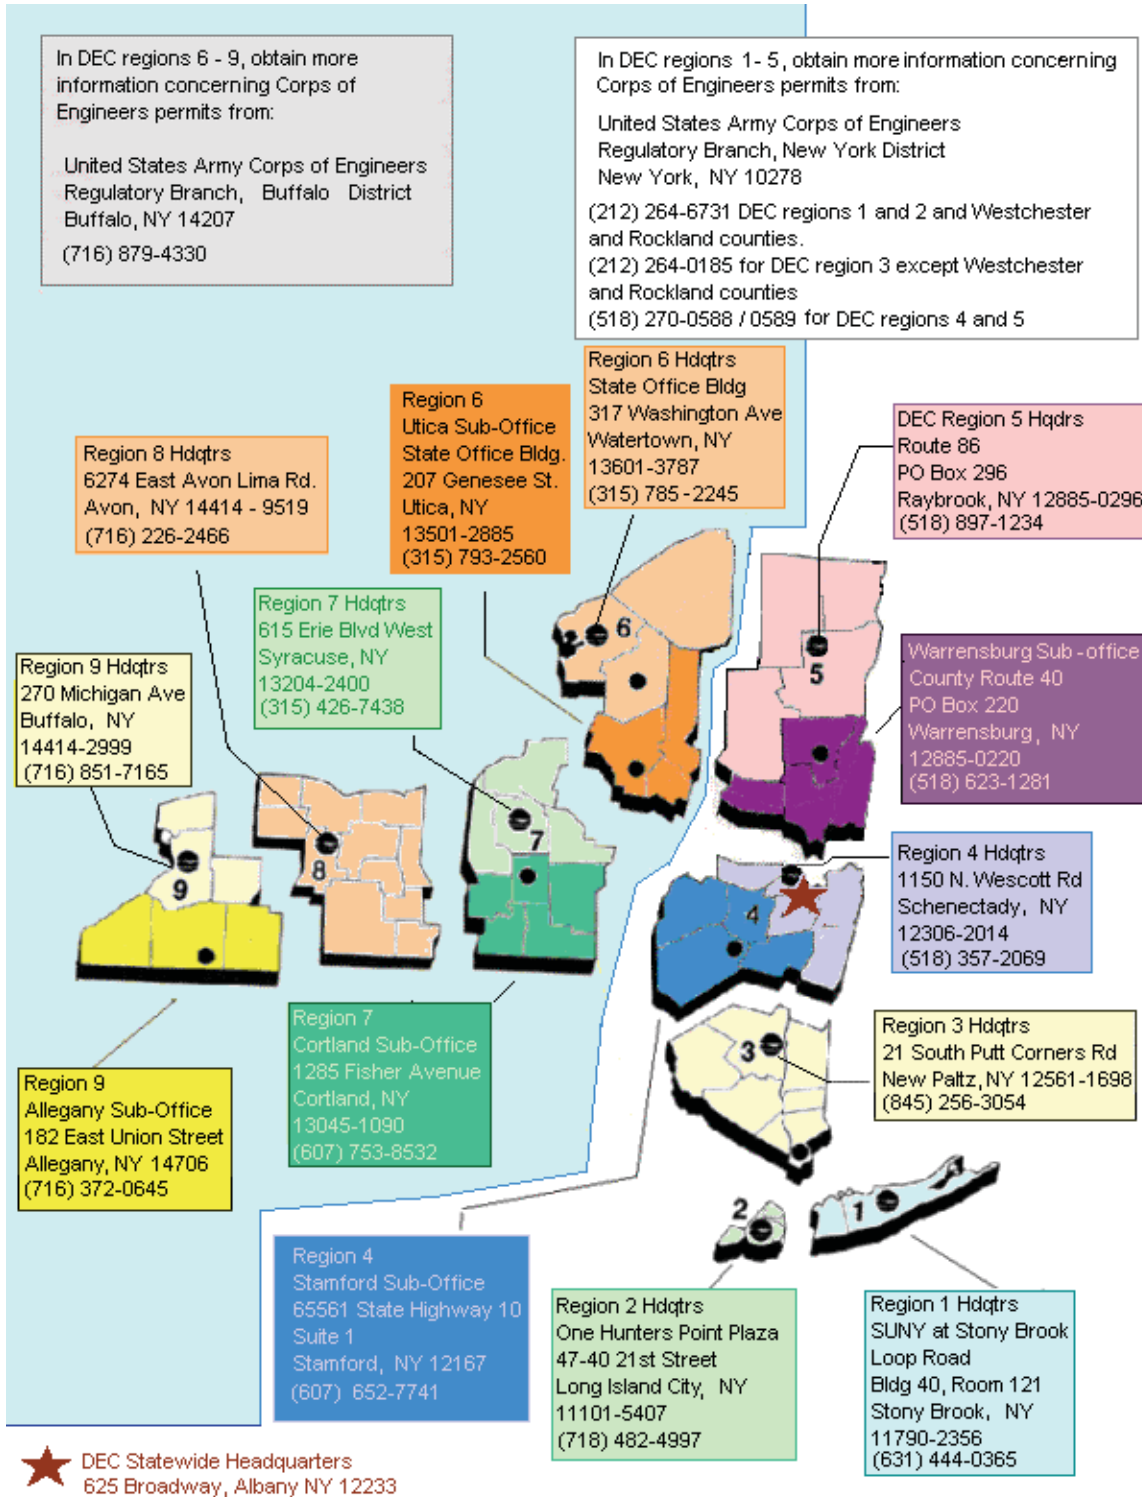 In DEC regions 6 - 9, obtain more
information concerning Corps of
Engineers permits from:
United States Army Corps of Engineers
Regulatory Branch, Buffalo District
Buffalo, NY 14207
(716) 879-4330
In DEC regions 1- 5, obtain more information concerning
Corps of Engineers permits from:
United States Army Corps of Engineers
Regulatory Branch, New York District
New York, NY 10278
(212) 264-6731 DEC regions 1 and 2 and Westchester
and Rockland counties.
(212) 264-0185 for DEC region 3 except Westchester
and Rockland counties
(518) 270-0588 / 0589 for DEC regions 4 and 5
Region 6 Hdqtrs
State Office Bldg
317 Washington Ave
Watertown, NY
13601-3787
(315) 785 -2245
Region 6
Utica Sub-Office
State Office Bldg.
207 Genesee St.
Utica, NY
13501-2885
(315) 793-2560
DEC Region 5 Hqdrs
Route 86
PO Box 296
Raybrook, NY 12885-0296
(518) 897-1234
Region 8 Hdqtrs
6274 East Avon Lima Rd.
Avon, NY 14414 - 9519
(716) 226-2466
Region 7 Hdqtrs
615 Erie Blvd West
Syracuse, NY
13204-2400
(315) 426-7438
Region 9 Hdqtrs
270 Michigan Ave
Buffalo, NY
14414-2999
(716) 851-7165
Warrensburg Sub -office
County Route 40
PO Box 220
Warrensburg, NY
12885-0220
(518) 623-1281
6
5
7
8
9
4
3
2
1
Region 4 Hdqtrs
1150 N. Wescott Rd
Schenectady, NY
12306-2014
(518) 357-2069
Region 7
Cortland Sub-Office
1285 Fisher Avenue
Cortland, NY
13045-1090
(607) 753-8532
Region 3 Hdqtrs
21 South Putt Corners Rd
New Paltz, NY 12561-1698
(845) 256-3054
Region 9
Allegany Sub-Office
182 East Union Street
Allegany, NY 14706
(716) 372-0645
Region 4
Stamford Sub-Office
65561 State Highway 10
Suite 1
Stamford, NY 12167
(607) 652-7741
Region 2 Hdqtrs
One Hunters Point Plaza
47-40 21st Street
Long Island City, NY
11101-5407
(718) 482-4997
Region 1 Hdqtrs
SUNY at Stony Brook
Loop Road
Bldg 40, Room 121
Stony Brook, NY
11790-2356
(631) 444-0365
DEC Statewide Headquarters
625 Broadway, Albany NY 12233